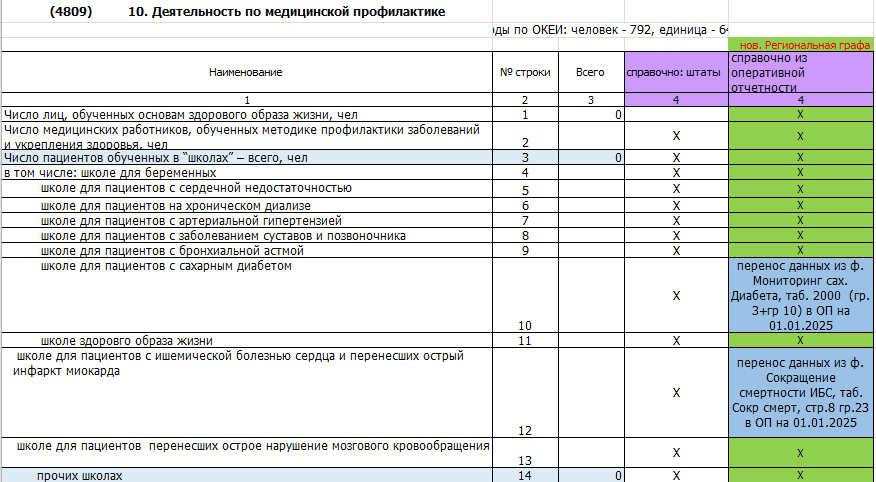 (4809) 10. Деятельность по медицинской профилактике
оды по ОКЕИ: человек - 792, единица - 64
нов. Региональная графа
Наименование № строки Всего справочно: штаты справочно из
оперативной
отчетности
1 2 3 4 4
Число лиц, обученных основам здорового образа жизни, чел 1 0 X
Число медицинских работников, обученных методике профилактики заболеваний
и укрепления здоровья, чел 2 X X
Число пациентов обученных в "школах" – всего, чел 3 0 X X
в том числе: школе для беременных 4 X X
школе для пациентов с сердечной недостаточностью 5 X X
школе для пациентов на хроническом диализе 6 X X
школе для пациентов с артериальной гипертензией 7 X X
школе для пациентов с заболеванием суставов и позвоночника 8 X X
школе для пациентов с бронхиальной астмой 9 X X
школе для пациентов с сахарным диабетом 10 X перенос данных из ф.
Мониторинг сах.
Диабета, таб. 2000 (гр.
3+гр 10) в ОП на
01.01.2025
школе здоровго образа жизни 11 X X
школе для пациентов с ишемической болезнью сердца и перенесших острый
инфаркт миокарда 12 X перенос данных из ф.
Сокращение
смертности ИБС, таб.
Сокр смерт, стр.8 гр.23
в ОП на 01.01.2025
школе для пациентов перенесших острое нарушение мозгового кровообращения 13 X X
прочих школах 14 0 X X